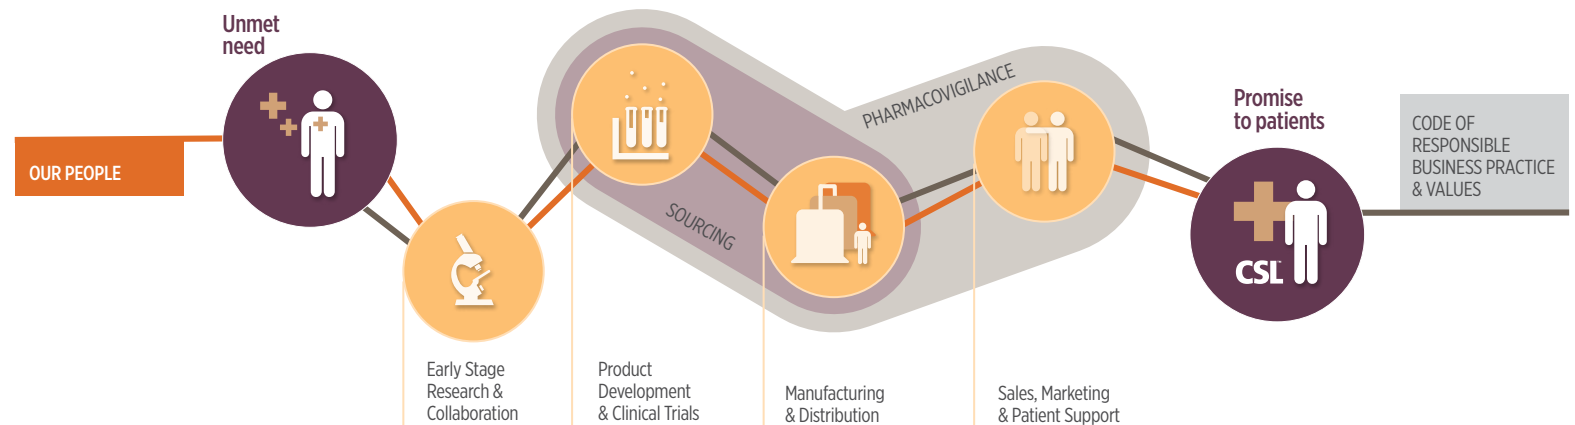 Unmet
need
OUR PEOPLE
Early Stage
Research &
Collaboration
Product
Development
& Clinical Trials
SOURCING
Manufacturing
& Distribution
PHARMACOVIGILANCE
Sales, Marketing
& Patient Support
Promise
to patients
CSL
CODE OF
RESPONSIBLE
BUSINESS PRACTICE
& VALUES